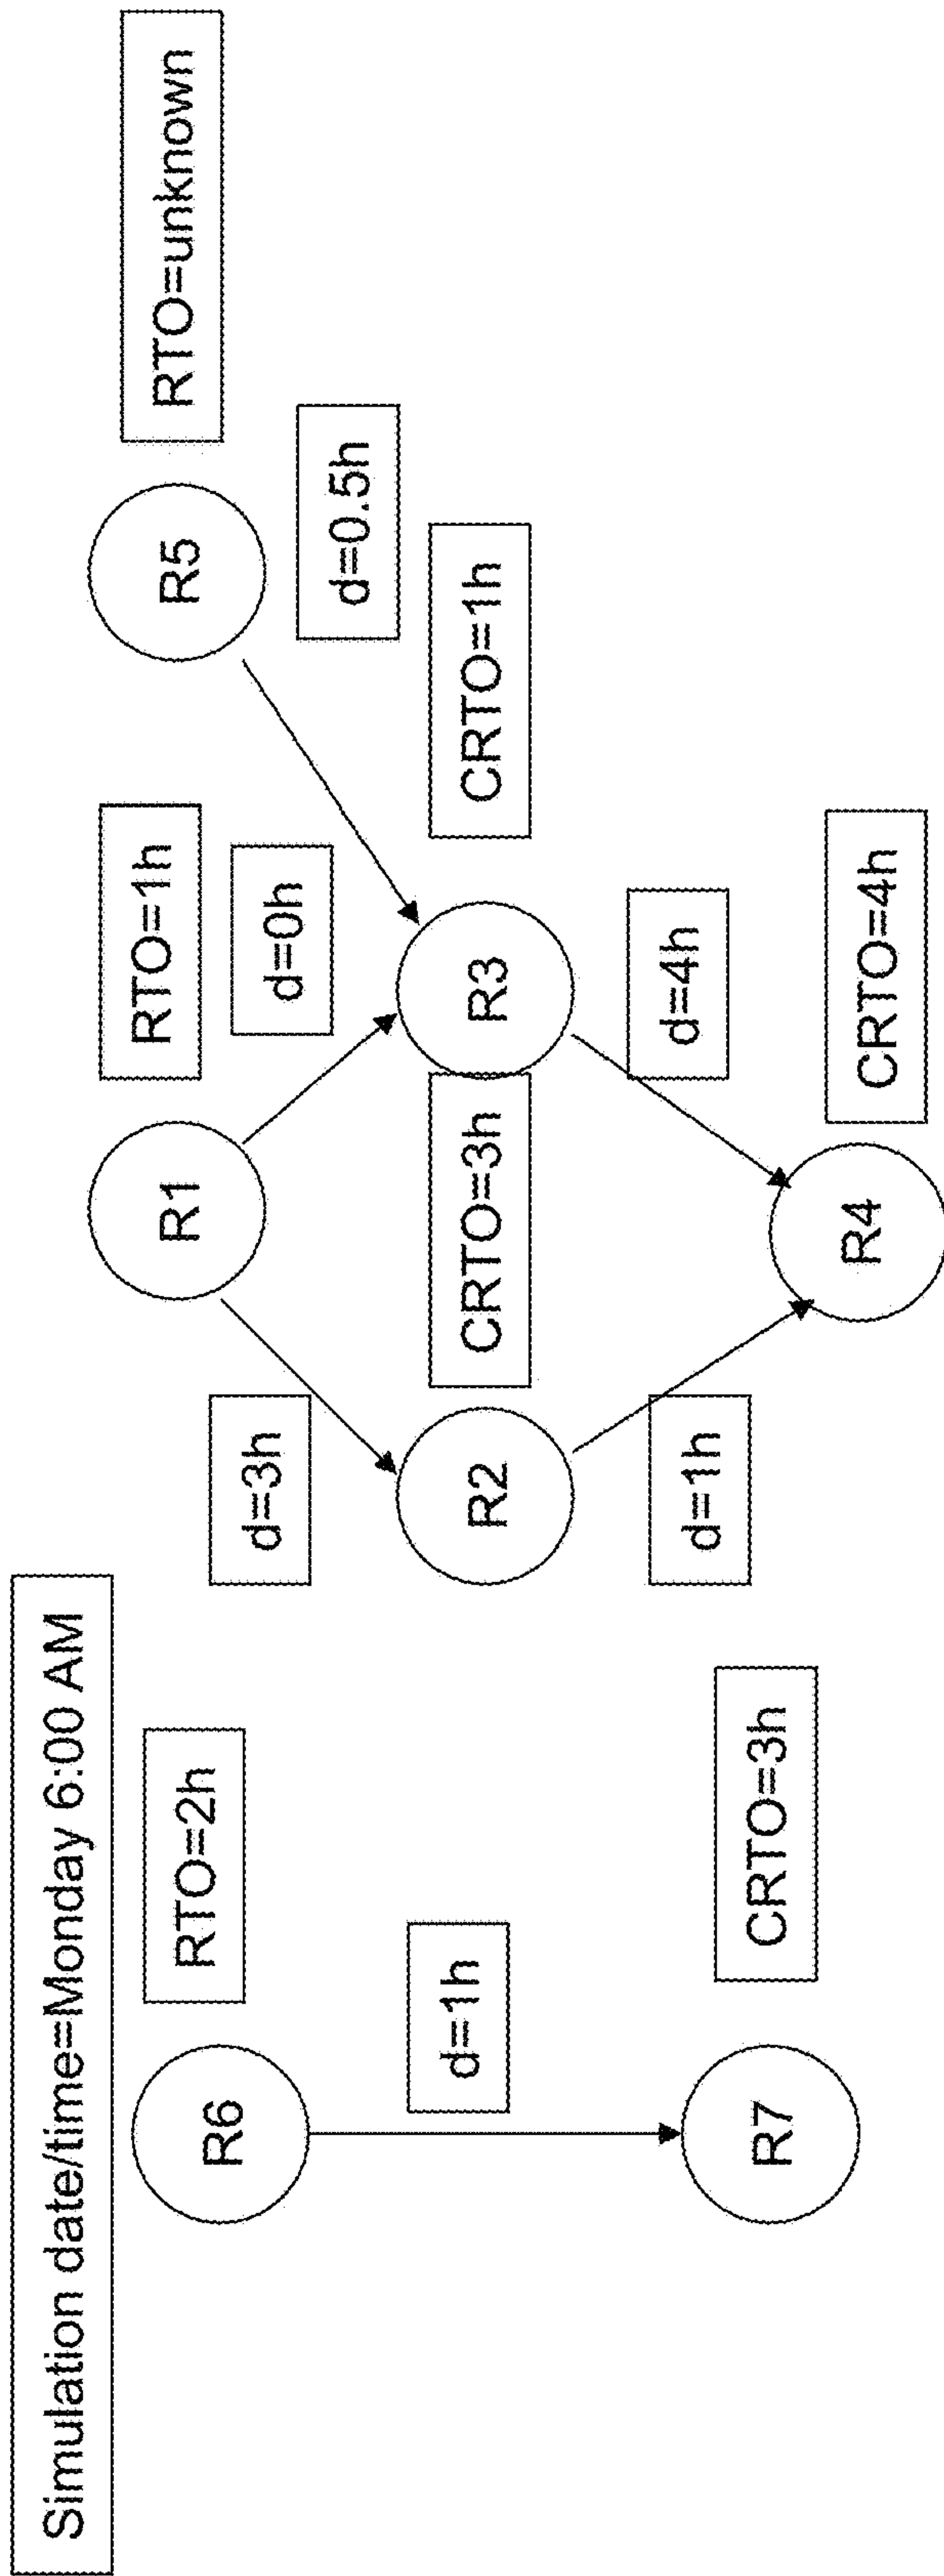 Simulation date/time=Monday 6:00 AM
RTO=2h
R6
d=1h
R7
CRTO=3h
R1
RTO=1h
d=3h
d=0h
R5
RTO=unknown
d=0.5h
R2
CRTO=3h
R3
CRTO=1h
d=1h
d=4h
R4
CRTO=4h